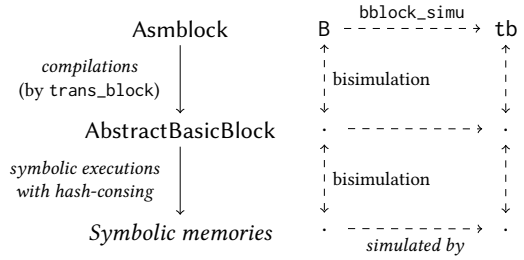 bblock_simu
Asmblock B tb
compilations
(by trans_block)
bisimulation
AbstractBasicBlock . .
symbolic executions
with hash-consing
bisimulation
Symbolic memories . .
simulated by